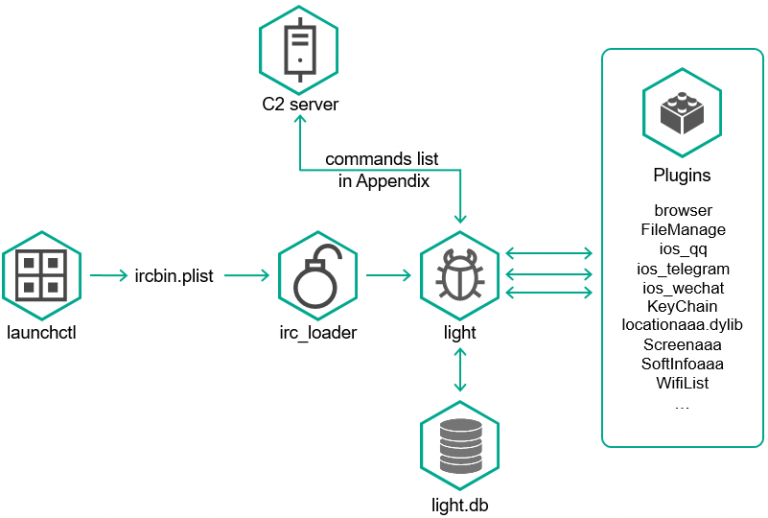 C2 server
commands list
in Appendix
launchctl
ircbin.plist
irc_loader
light
light.db
Plugins
browser
FileManage
ios_qq
ios_telegram
ios_wechat
KeyChain
locationaaa.dylib
Screenaaa
SoftInfoaaa
WifiList
...